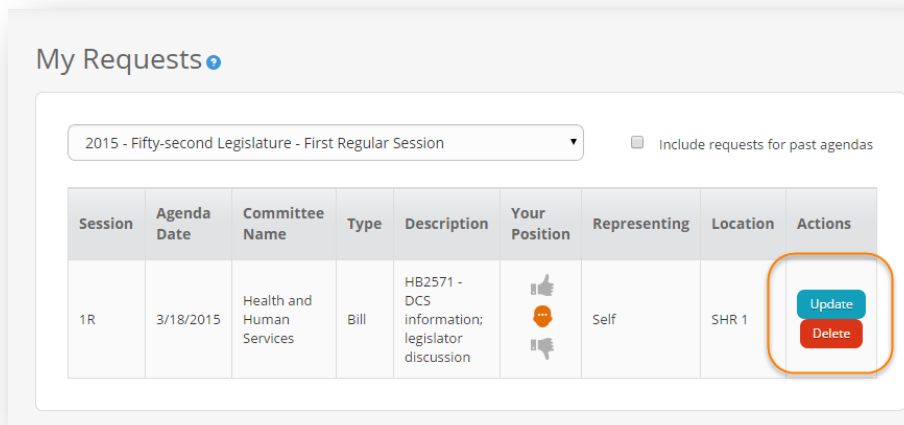 My Requests
2015 - Fifty-second Legislature - First Regular Session
Include requests for past agendas
Session
Agenda
Date
Committee
Name
Type
Description
Your
Position
Representing
Location
Actions
1R
3/18/2015
Health and
Human
Services
Bill
HB2571 -
DCS
information;
legislator
discussion
Self
SHR 1
Update
Delete